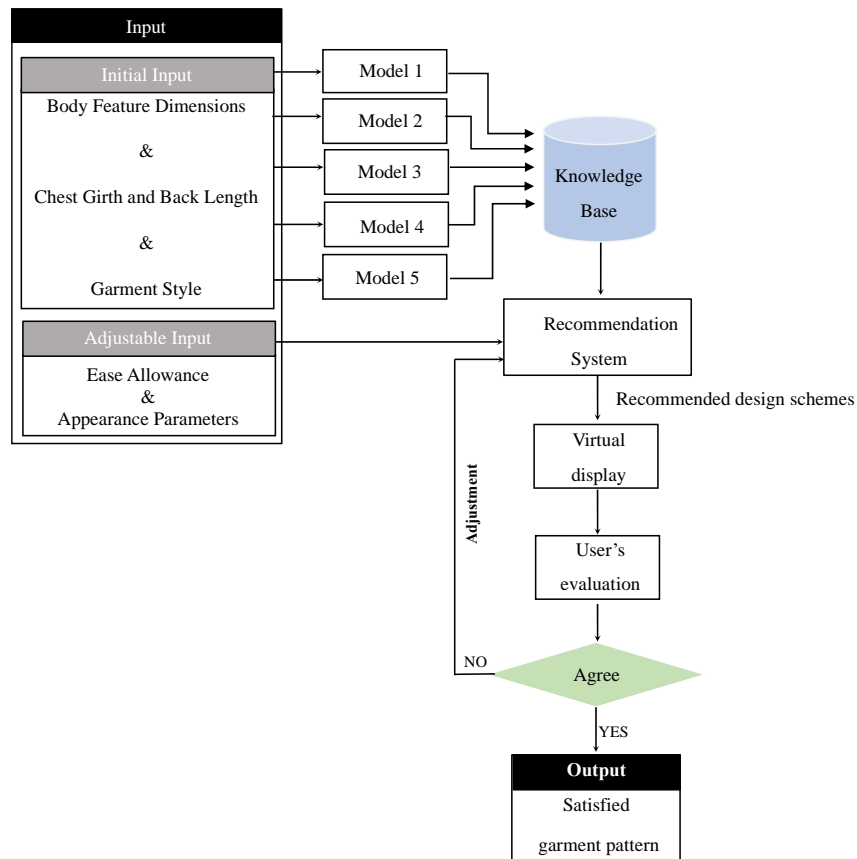 Input
Initial Input
Body Feature Dimensions
&
Chest Girth and Back Length
&
Garment Style
Adjustable Input
Ease Allowance
&
Appearance Parameters
Model 1
Model 2
Model 3
Model 4
Model 5
Knowledge
Base
Recommendation
System
Recommended design schemes
Virtual
display
Adjustment
User’s
evaluation
NO
Agree
YES
Output
Satisfied
garment pattern